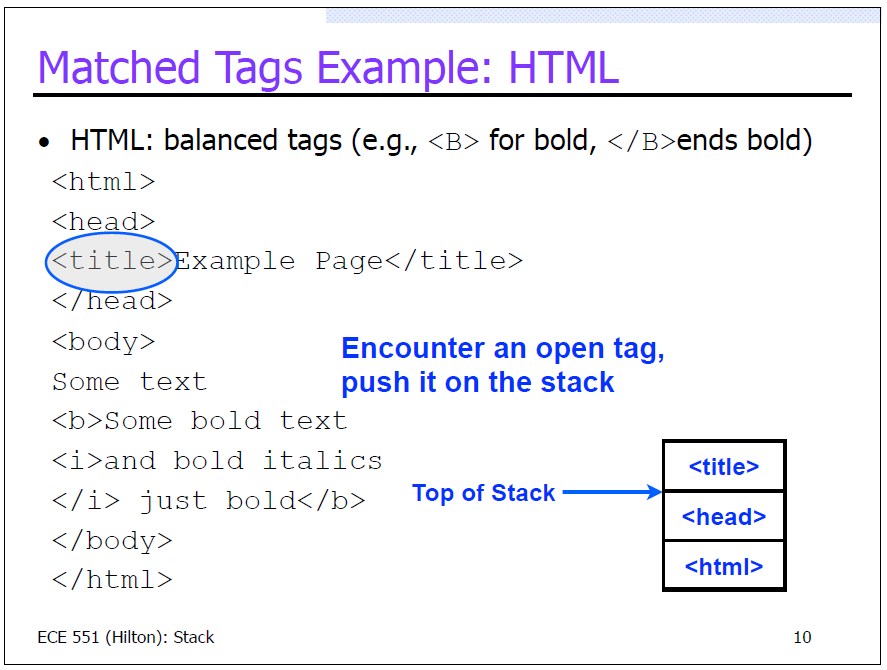 Matched Tags Example: HTML
• HTML: balanced tags (e.g., <B> for bold, </B>ends bold)
<html>
<head>
<title>Example Page</title>
</head>
<body>
Some text
<b>Some bold text
<i>and bold italics
</i> just bold</b>
</body>
</html>
Encounter an open tag,
push it on the stack
Top of Stack
<title>
<head>
<html>
ECE 551 (Hilton): Stack
10